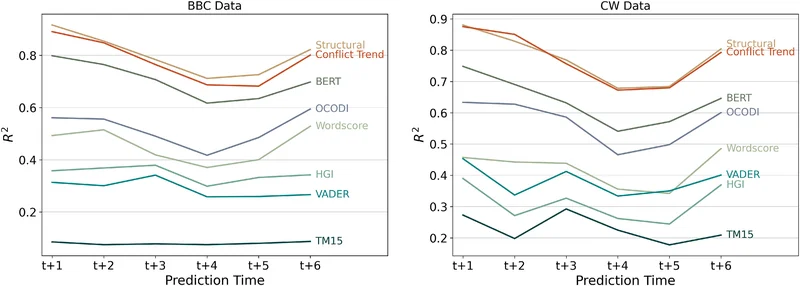 BBC Data
R²
0.8
0.6
0.4
0.2
Structural
Conflict Trend
BERT
OCODI
Wordscore
HGI
VADER
TM15
t+1 t+2 t+3 t+4 t+5 t+6
Prediction Time
CW Data
R²
0.9
0.8
0.7
0.6
0.5
0.4
0.3
0.2
Structural
Conflict Trend
BERT
OCODI
Wordscore
VADER
HGI
TM15
t+1 t+2 t+3 t+4 t+5 t+6
Prediction Time